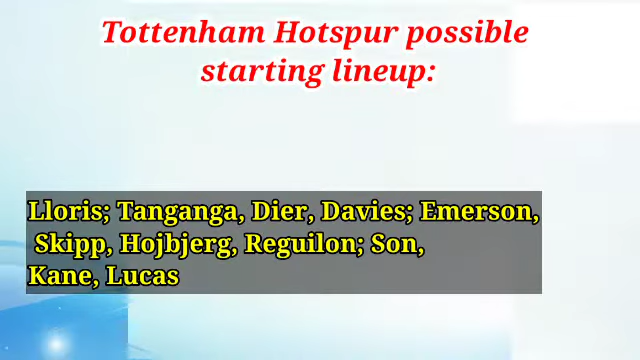 Tottenham Hotspur possible
starting lineup:
Lloris; Tanganga, Dier, Davies; Emerson,
Skipp, Hojbjerg, Reguilon; Son,
Kane, Lucas